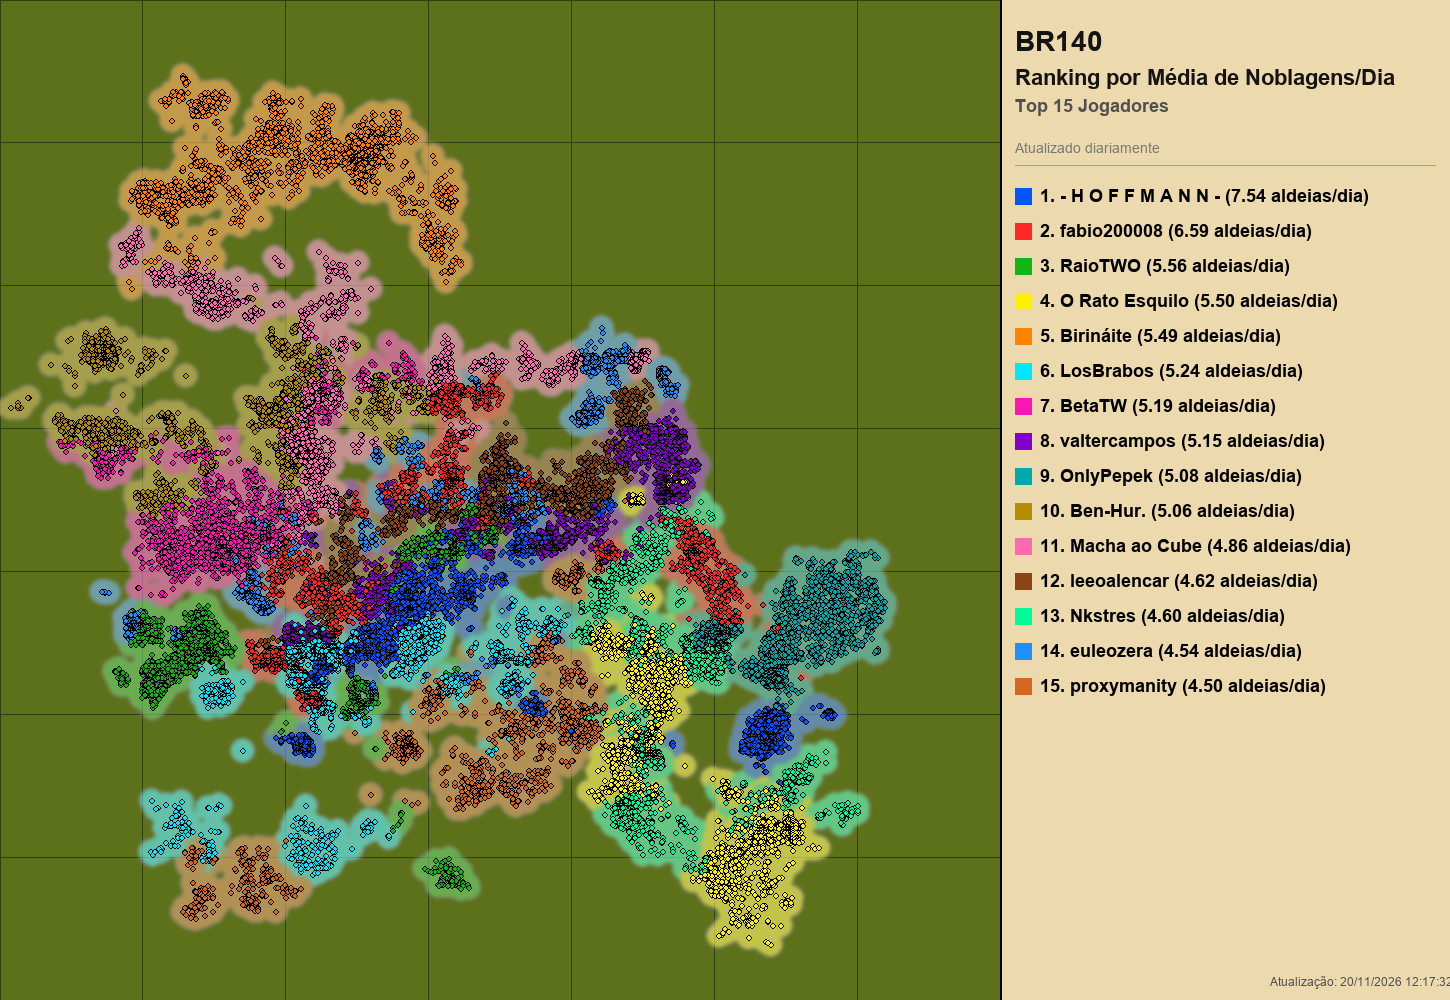 BR140
Ranking por Média de Noblagens/Dia
Top 15 Jogadores
Atualizado diariamente
1. - H O F F M A N N - (7.54 aldeias/dia)
2. fabio200008 (6.59 aldeias/dia)
3. RaioTWO (5.56 aldeias/dia)
4. O Rato Esquilo (5.50 aldeias/dia)
5. Birináite (5.49 aldeias/dia)
6. LosBrabos (5.24 aldeias/dia)
7. BetaTW (5.19 aldeias/dia)
8. valtercampos (5.15 aldeias/dia)
9. OnlyPepek (5.08 aldeias/dia)
10. Ben-Hur. (5.06 aldeias/dia)
11. Macha ao Cube (4.86 aldeias/dia)
12. leeoalencar (4.62 aldeias/dia)
13. Nkstres (4.60 aldeias/dia)
14. euleozera (4.54 aldeias/dia)
15. proxymanity (4.50 aldeias/dia)
Atualização: 20/11/2026 12:17:32